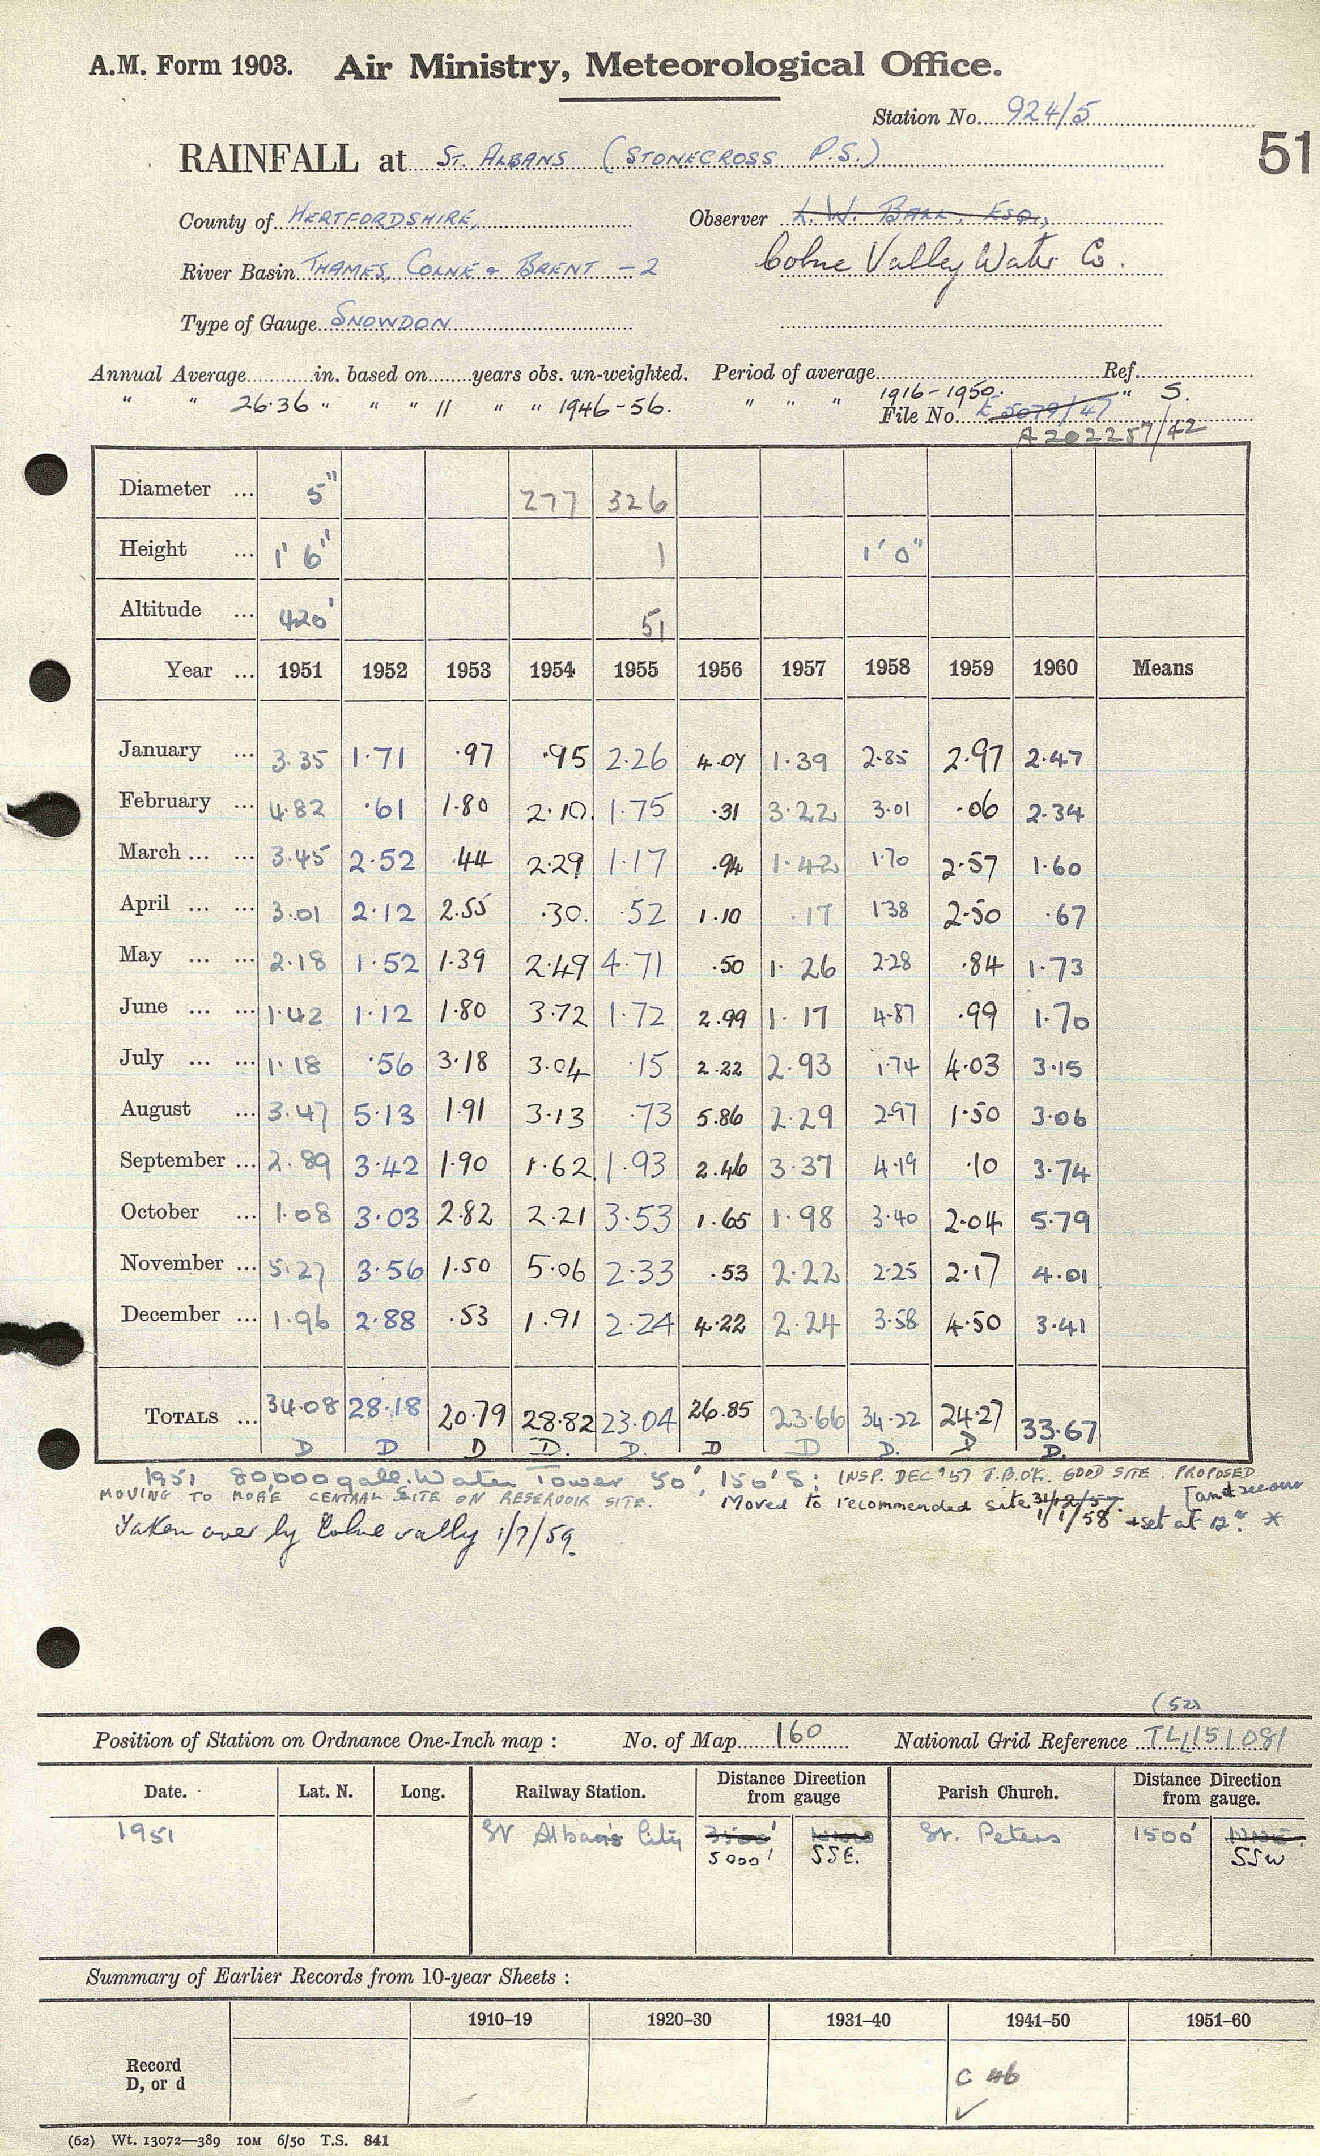 A.M. Form 1903. Air Ministry, Meteorological Office.
Station No. 924/5
51
RAINFALL at St. Albans (Stonecross P.S.)
County of Hertfordshire, Observer L. W. Ball. Esq.,
River Basin Thames, Colne & Brent - 2 Colne Valley Water Co.
Type of Gauge Snowdon
Annual Average in. based on years obs. un-weighted. Period of average Ref.
" " 26.36 " " " 11 " " 1946-56. " " " 1916-1950. " S.
File No. E 5079/47
A202287/42
Diameter ... 5" 277 326
Height ... 1' 6" 1 1' 0"
Altitude ... 420' 51
Year ... 1951 1952 1953 1954 1955 1956 1957 1958 1959 1960 Means
January ... 3.35 1.71 .97 .95 2.26 4.07 1.39 2.85 2.97 2.47
February ... 4.82 .61 1.80 2.10 1.75 .31 3.22 3.01 .06 2.34
March ... ... 3.45 2.52 .44 2.29 1.17 .94 1.42 1.70 2.57 1.60
April ... ... 3.01 2.12 2.55 .30 .52 1.10 .17 1.38 2.50 .67
May ... ... 2.18 1.52 1.39 2.49 4.71 .50 1.26 2.28 .84 1.73
June ... ... 1.42 1.12 1.80 3.72 1.72 2.99 1.17 4.87 .99 1.70
July ... ... 1.18 .56 3.18 3.04 .15 2.22 2.93 1.74 4.03 3.15
August ... 3.47 5.13 1.91 3.13 .73 5.86 2.29 2.97 1.50 3.06
September ... 2.89 3.42 1.90 1.62 1.93 2.46 3.37 4.19 .10 3.74
October ... 1.08 3.03 2.82 2.21 3.53 1.65 1.98 3.40 2.04 5.79
November ... 5.27 3.56 1.50 5.06 2.33 .53 2.22 2.25 2.17 4.01
December ... 1.96 2.88 .53 1.91 2.24 4.22 2.24 3.58 4.50 3.41
Totals ... 34.08 28.18 20.79 28.82 23.04 26.85 23.66 34.22 24.27 33.67
D D D D. D. D D D. D D.
1951 80,000 gall. Water Tower 50', 150' S: INSP. DEC '57 T.B.O'K. GOOD SITE. PROPOSED
MOVING TO MORE CENTRAL SITE ON RESERVOIR SITE. Moved to recommended site 31/12/57.
1/1/58 + set at 12". *
Taken over by Colne vally 1/7/59.
(52)
Position of Station on Ordnance One-Inch map : No. of Map 160 National Grid Reference TL/151081
Date. Lat. N. Long. Railway Station. Distance Direction from gauge Parish Church. Distance Direction from gauge.
1951 St Albans City 3500' NNW St. Peters 1500' NNE.
5000' SSE. SSW
Summary of Earlier Records from 10-year Sheets :
1910–19 1920–30 1931–40 1941–50 1951–60
Record
D, or d C 46
✓
(62) Wt. 13072—389 10M 6/50 T.S. 841